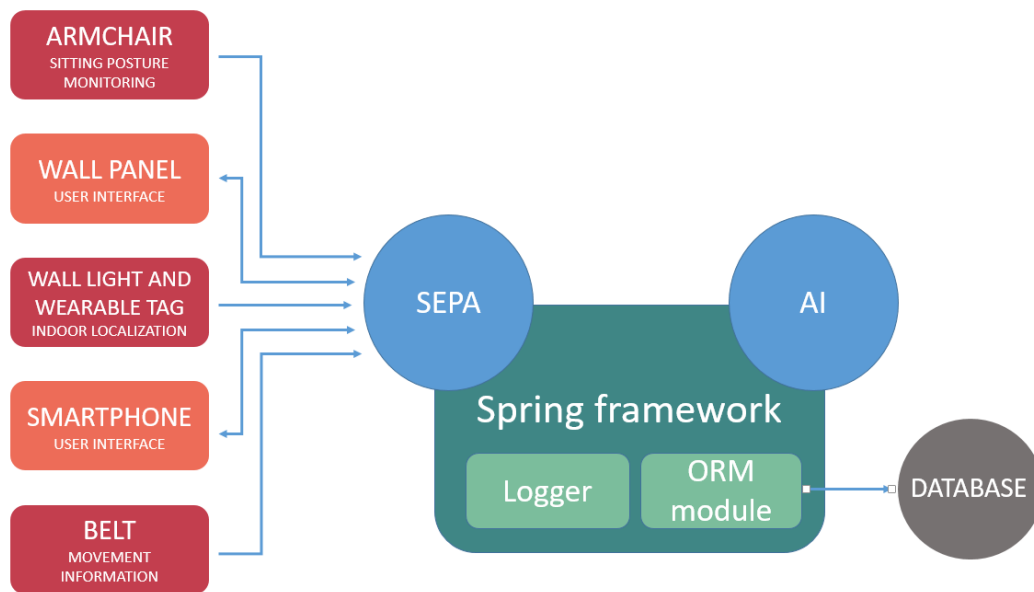 ARMCHAIR
SITTING POSTURE
MONITORING
WALL PANEL
USER INTERFACE
WALL LIGHT AND
WEARABLE TAG
INDOOR LOCALIZATION
SMARTPHONE
USER INTERFACE
BELT
MOVEMENT
INFORMATION
SEPA
AI
Spring framework
Logger
ORM
module
DATABASE